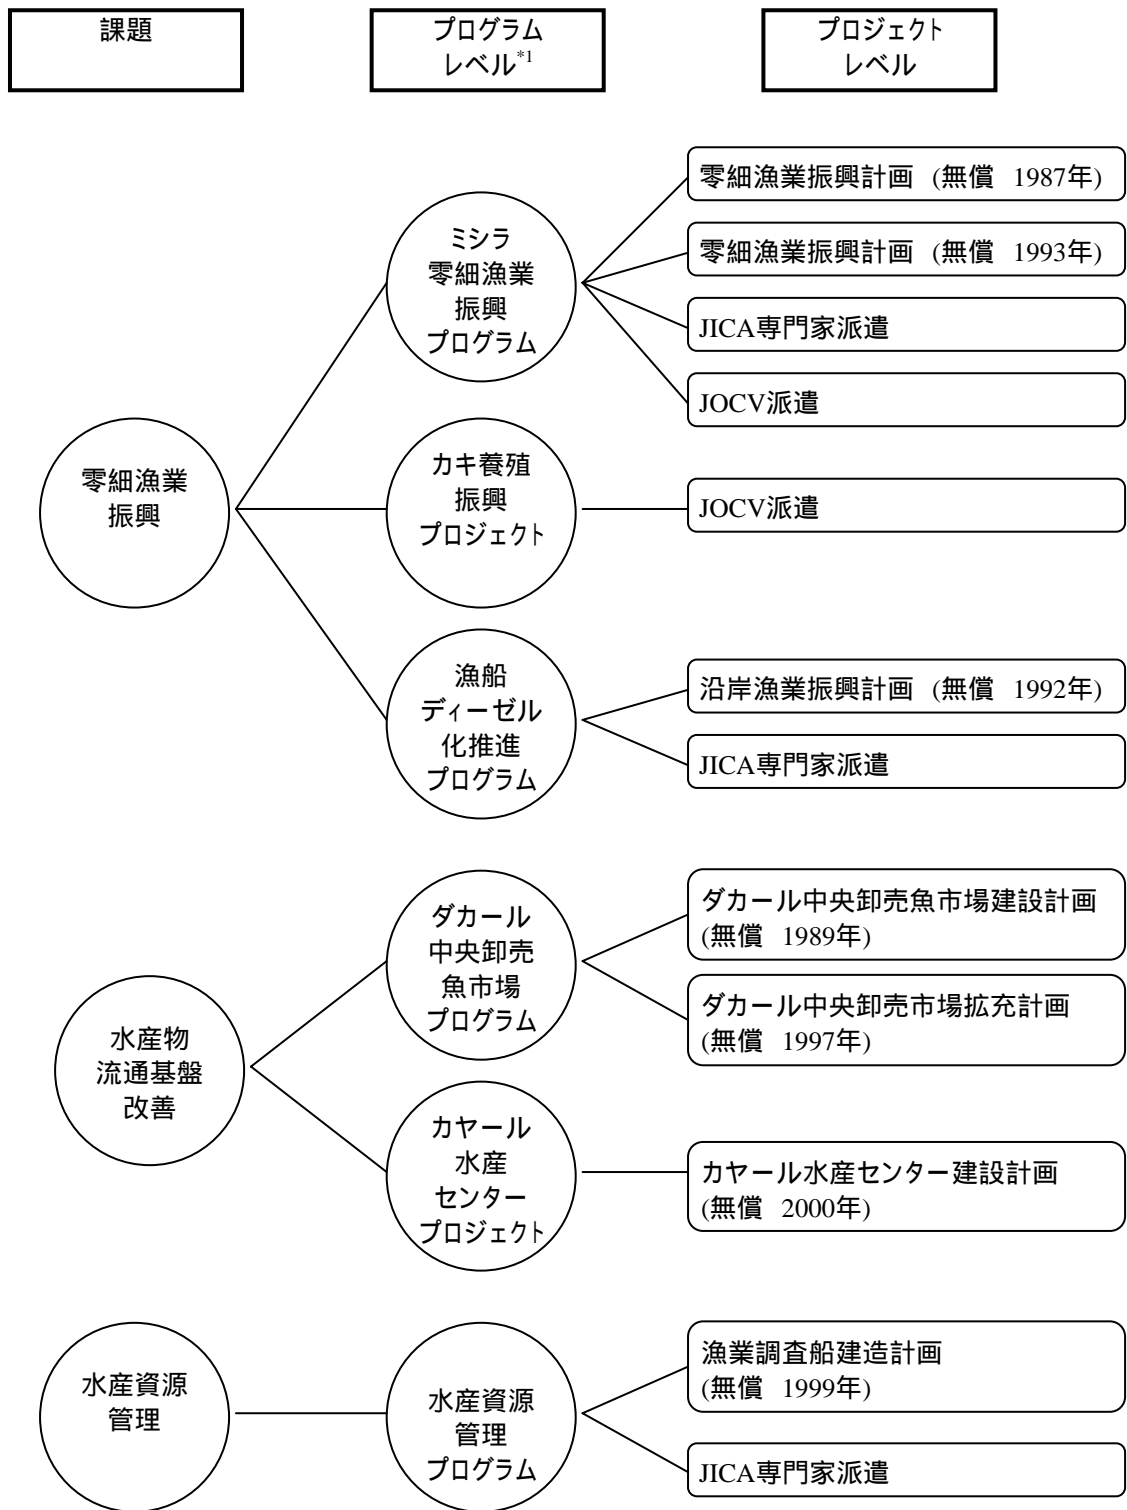 課題
プログラム
レベル*1
プロジェクト
レベル
零細漁業
振興
ミシラ
零細漁業
振興
プログラム
零細漁業振興計画 (無償 1987年)
零細漁業振興計画 (無償 1993年)
JICA専門家派遣
JOCV派遣
カキ養殖
振興
プロジェクト
JOCV派遣
漁船
ディーゼル
化推進
プログラム
沿岸漁業振興計画 (無償 1992年)
JICA専門家派遣
水産物
流通基盤
改善
ダカール
中央卸売
魚市場
プログラム
ダカール中央卸売魚市場建設計画
(無償 1989年)
ダカール中央卸売市場拡充計画
(無償 1997年)
カヤール
水産
センター
プロジェクト
カヤール水産センター建設計画
(無償 2000年)
水産資源
管理
水産資源
管理
プログラム
漁業調査船建造計画
(無償 1999年)
JICA専門家派遣